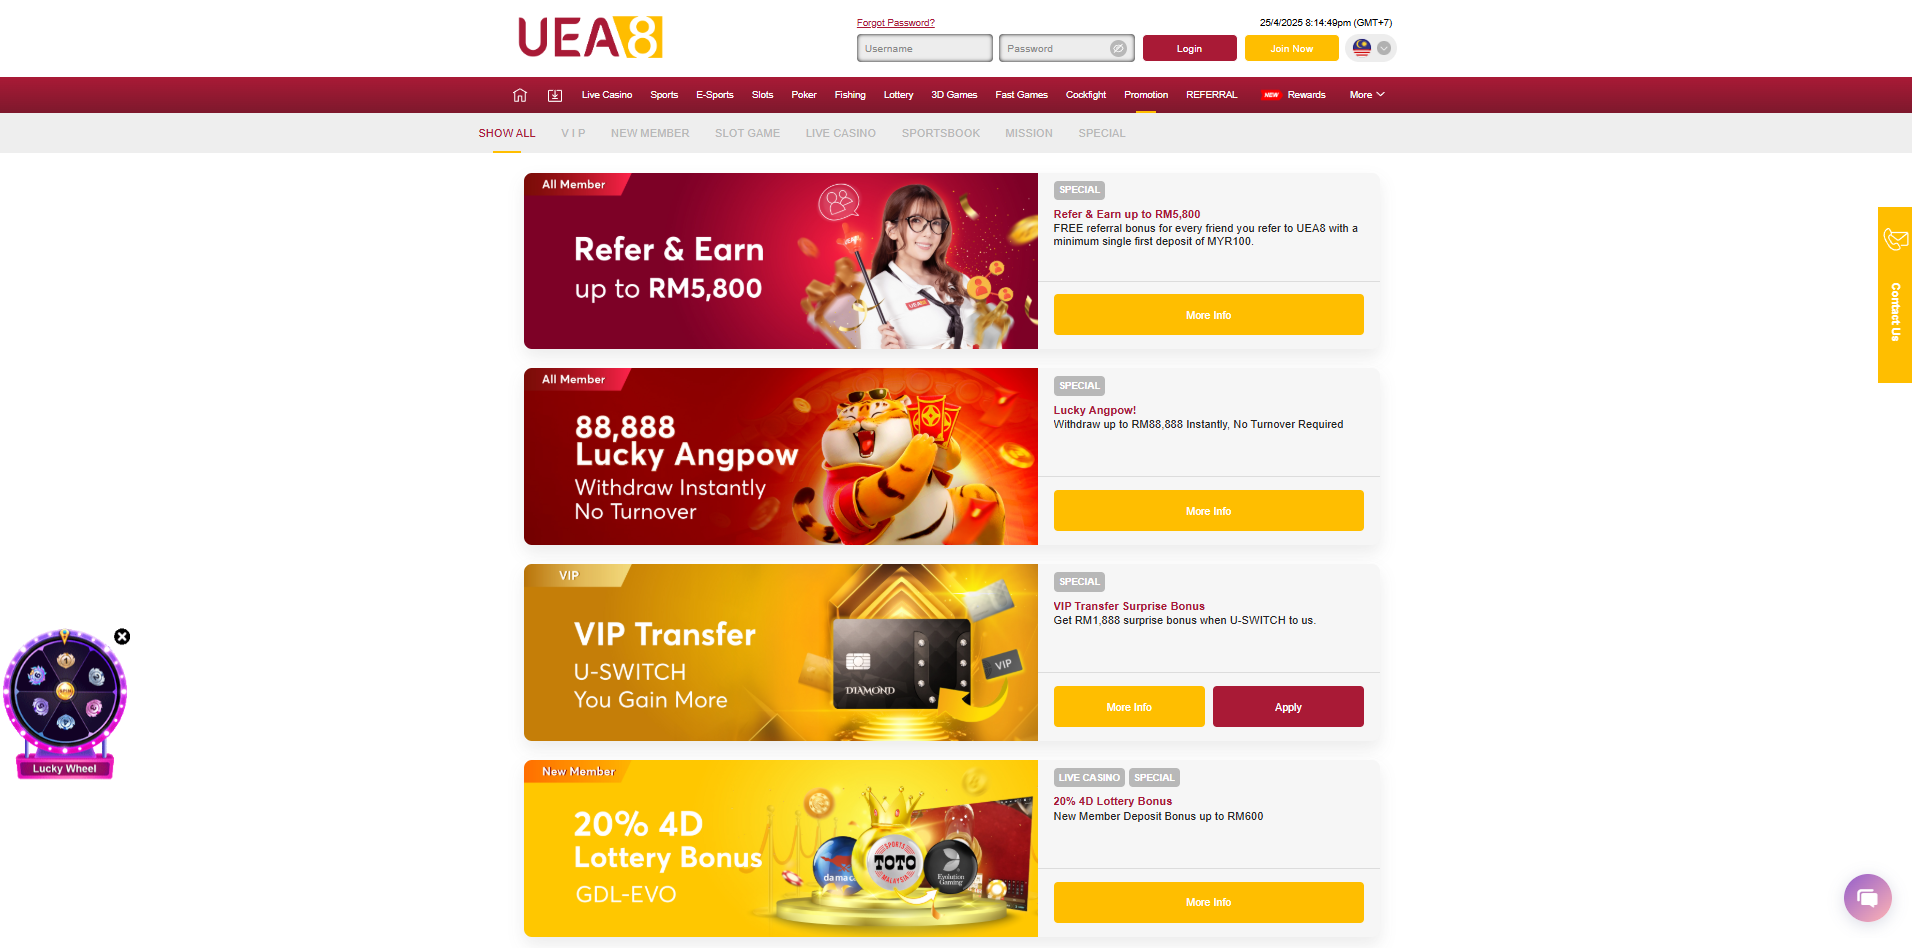 UEA8
Forgot Password?
25/4/2025 8:14:49pm (GMT+7)
Username
Password
Login
Join Now
Live Casino
Sports
E-Sports
Slots
Poker
Fishing
Lottery
3D Games
Fast Games
Cockfight
Promotion
REFERRAL
NEW
Rewards
More
SHOW ALL
V I P
NEW MEMBER
SLOT GAME
LIVE CASINO
SPORTSBOOK
MISSION
SPECIAL
All Member
Refer & Earn
up to RM5,800
UEA8
UEA8
SPECIAL
Refer & Earn up to RM5,800
FREE referral bonus for every friend you refer to UEA8 with a
minimum single first deposit of MYR100.
More Info
Contact Us
All Member
88,888
Lucky Angpow
Withdraw Instantly
No Turnover
SPECIAL
Lucky Angpow!
Withdraw up to RM88,888 Instantly, No Turnover Required
More Info
VIP
VIP Transfer
U-SWITCH
You Gain More
DIAMOND
VIP
SPECIAL
VIP Transfer Surprise Bonus
Get RM1,888 surprise bonus when U-SWITCH to us.
More Info
Apply
SPIN
Lucky Wheel
New Member
20% 4D
Lottery Bonus
GDL-EVO
SPORTS
TOTO
MALAYSIA
Evolution
Gaming
LIVE CASINO
SPECIAL
20% 4D Lottery Bonus
New Member Deposit Bonus up to RM600
More Info